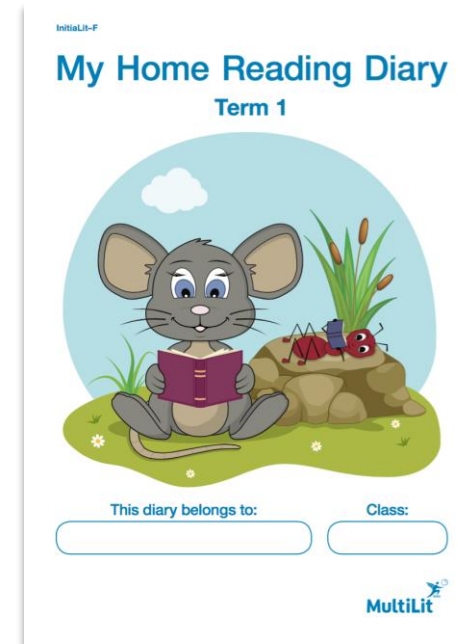 InitiaLit–F
My Home Reading Diary
Term 1
This diary belongs to:
Class:
MultiLit